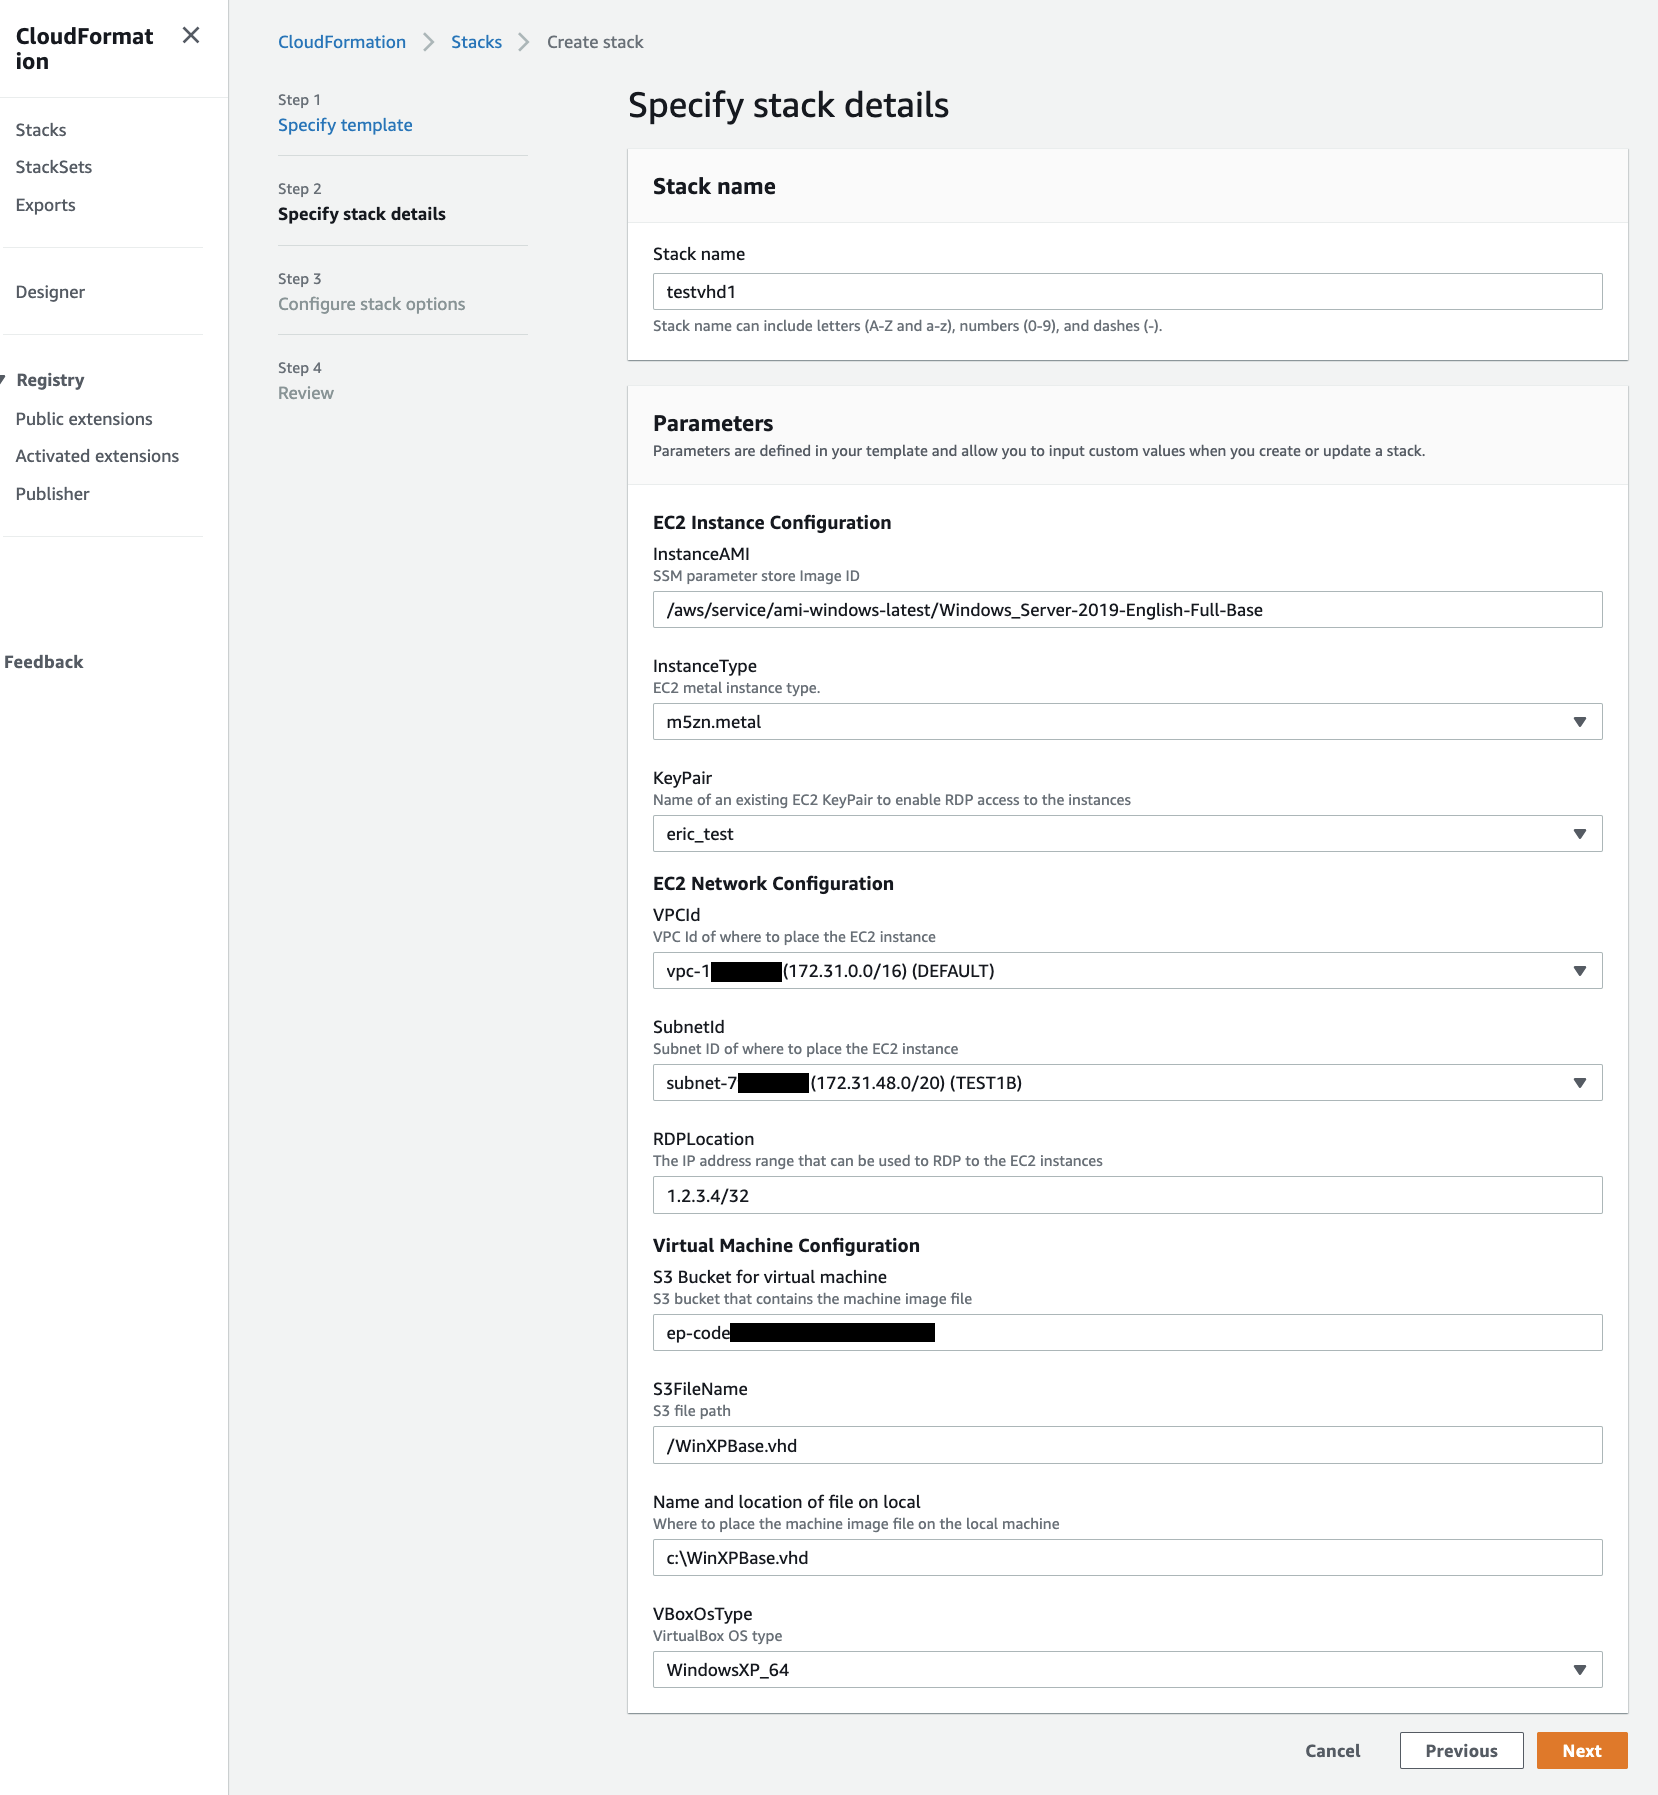 CloudFormat
ion
Stacks
StackSets
Exports
Designer
Registry
Public extensions
Activated extensions
Publisher
Feedback
CloudFormation > Stacks > Create stack
Step 1
Specify template
Step 2
Specify stack details
Step 3
Configure stack options
Step 4
Review
Specify stack details
Stack name
Stack name
testvhd1
Stack name can include letters (A-Z and a-z), numbers (0-9), and dashes (-).
Parameters
Parameters are defined in your template and allow you to input custom values when you create or update a stack.
EC2 Instance Configuration
InstanceAMI
SSM parameter store Image ID
/aws/service/ami-windows-latest/Windows_Server-2019-English-Full-Base
InstanceType
EC2 metal instance type.
m5zn.metal
KeyPair
Name of an existing EC2 KeyPair to enable RDP access to the instances
eric_test
EC2 Network Configuration
VPCId
VPC Id of where to place the EC2 instance
vpc-1 (172.31.0.0/16) (DEFAULT)
SubnetId
Subnet ID of where to place the EC2 instance
subnet-7 (172.31.48.0/20) (TEST1B)
RDPLocation
The IP address range that can be used to RDP to the EC2 instances
1.2.3.4/32
Virtual Machine Configuration
S3 Bucket for virtual machine
S3 bucket that contains the machine image file
ep-code
S3FileName
S3 file path
/WinXPBase.vhd
Name and location of file on local
Where to place the machine image file on the local machine
c:\WinXPBase.vhd
VBoxOsType
VirtualBox OS type
WindowsXP_64
Cancel
Previous
Next